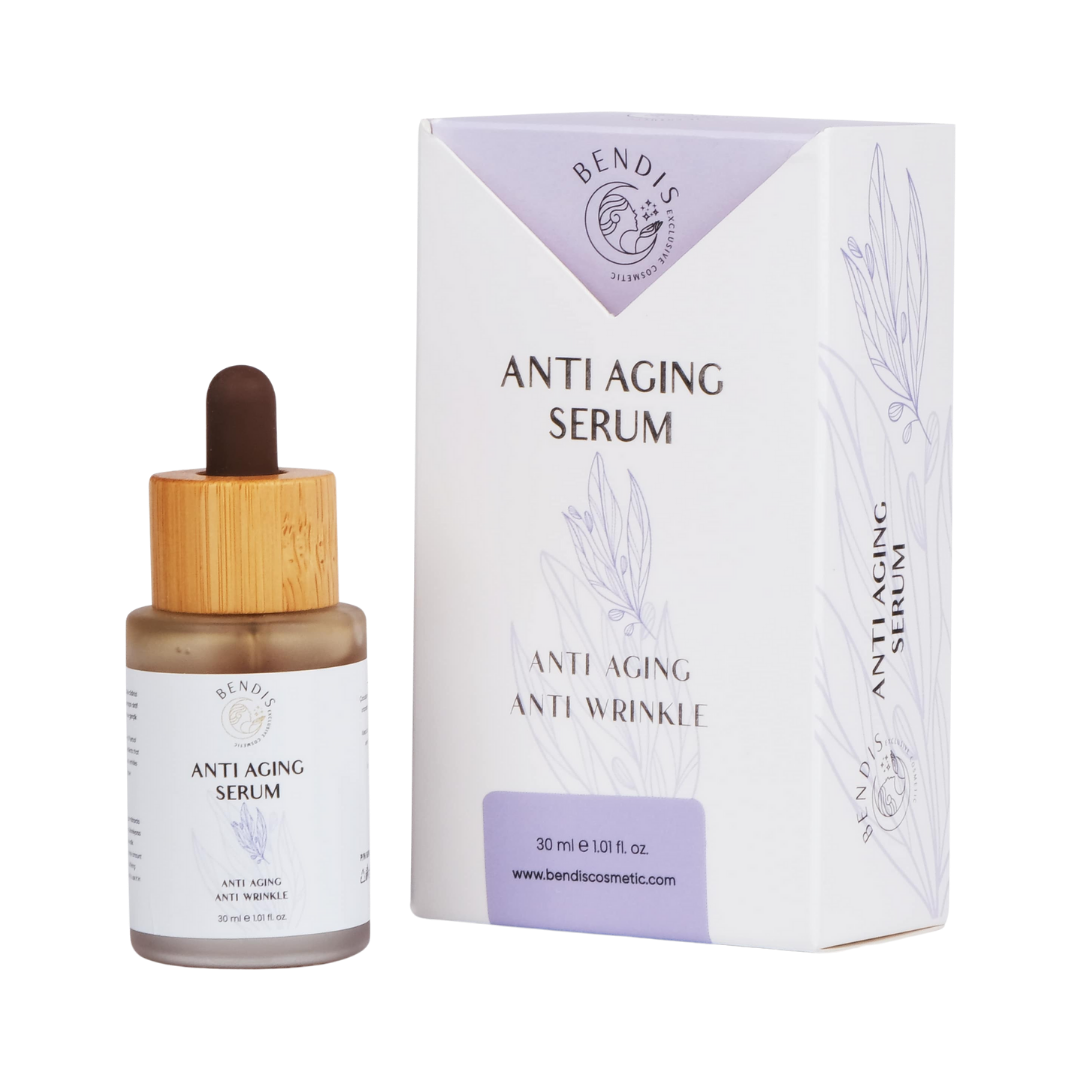 BENDIS
EXCLUSIVE COSMETIC
ANTI AGING
SERUM
ANTI AGING
ANTI WRINKLE
30 ml e 1.01 fl. oz.
www.bendiscosmetic.com
ANTI AGING
SERUM
BENDIS
EXCLUSIVE COSMETIC
BENDIS
EXCLUSIVE COSMETIC
ANTI AGING
SERUM
ANTI AGING
ANTI WRINKLE
30 ml e 1.01 fl. oz.